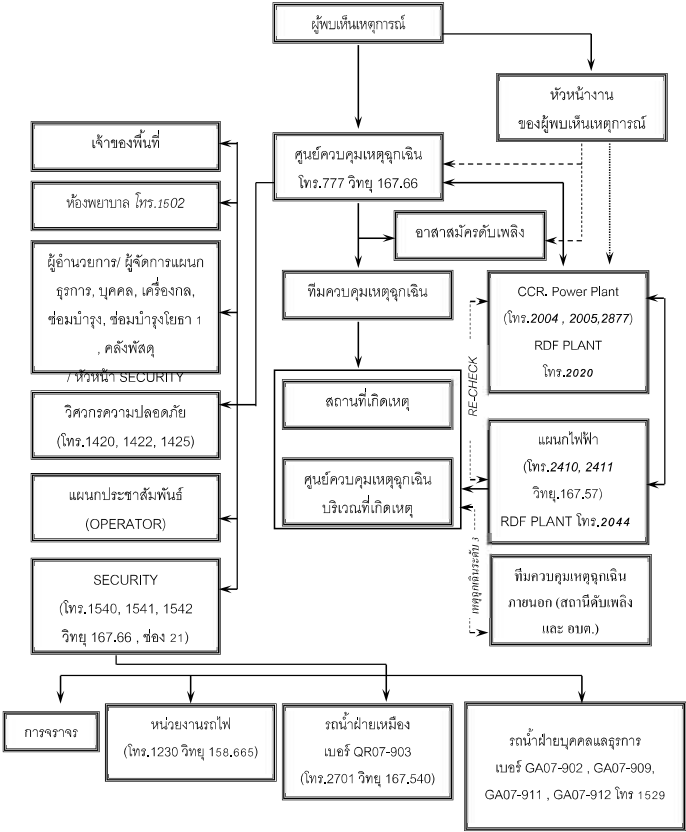 ผู้พบเห็นเหตุการณ์
หัวหน้างาน
ของผู้พบเห็นเหตุการณ์
เจ้าของพื้นที่
ศูนย์ควบคุมเหตุฉุกเฉิน
โทร.777 วิทยุ 167.66
ห้องพยาบาล โทร.1502
อาสาสมัครดับเพลิง
ผู้อำนวยการ/ ผู้จัดการแผนก
ธุรการ, บุคคล, เครื่องกล,
ซ่อมบำรุง, ซ่อมบำรุงโยธา 1
, คลังพัสดุ
/ หัวหน้า SECURITY
ทีมควบคุมเหตุฉุกเฉิน
CCR. Power Plant
(โทร.2004 , 2005,2877)
RDF PLANT
โทร.2020
RE-CHECK
สถานที่เกิดเหตุ
วิศวกรความปลอดภัย
(โทร.1420, 1422, 1425)
แผนกไฟฟ้า
(โทร.2410, 2411
วิทยุ.167.57)
RDF PLANT โทร.2044
ศูนย์ควบคุมเหตุฉุกเฉิน
บริเวณที่เกิดเหตุ
แผนกประชาสัมพันธ์
(OPERATOR)
เหตุฉุกเฉินระดับ 3
SECURITY
(โทร.1540, 1541, 1542
วิทยุ 167.66 , ช่อง 21)
ทีมควบคุมเหตุฉุกเฉิน
ภายนอก (สถานีดับเพลิง
และ อบต.)
การจราจร
หน่วยงานรถไฟ
(โทร.1230 วิทยุ 158.665)
รถน้ำฝ่ายเหมือง
เบอร์ QR07-903
(โทร.2701 วิทยุ 167.540)
รถน้ำฝ่ายบุคคลแลธุรการ
เบอร์ GA07-902 , GA07-909,
GA07-911 , GA07-912 โทร 1529